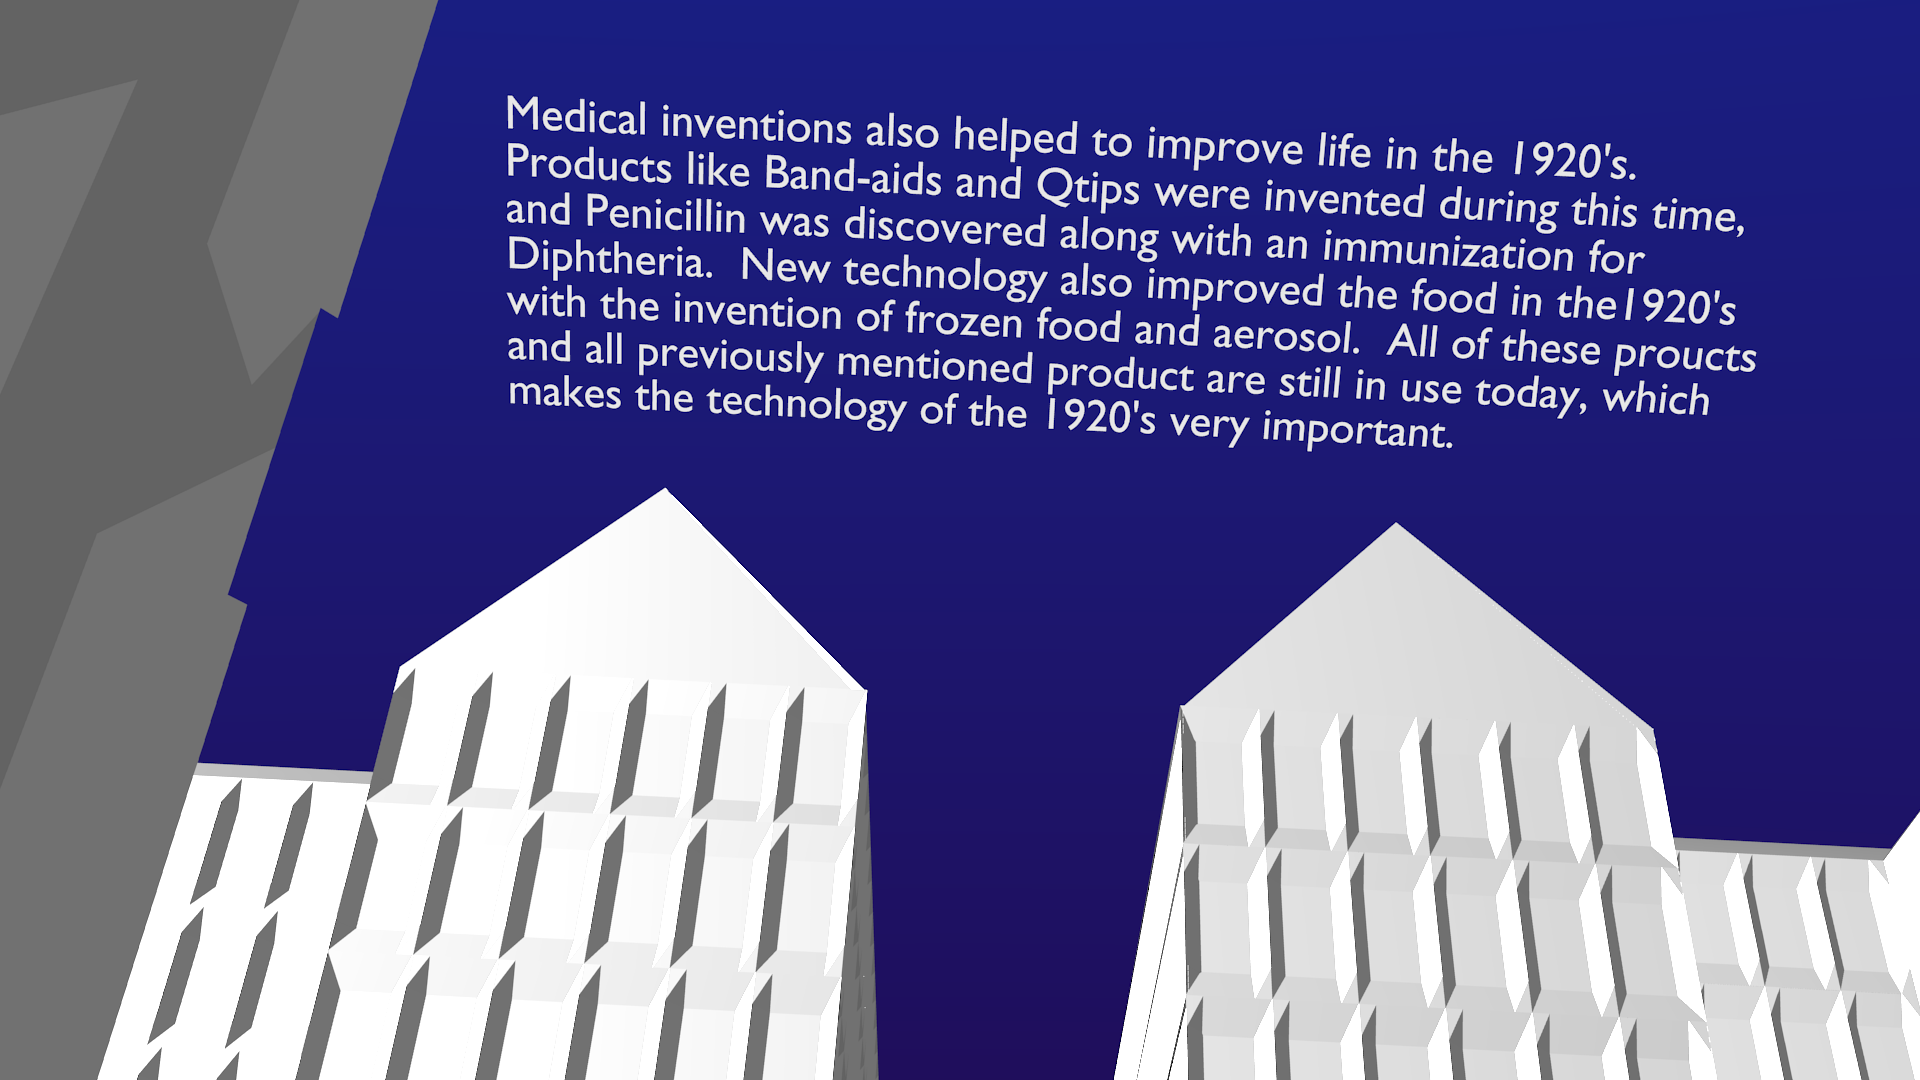 Medical inventions also helped to improve life in the 1920's.
Products like Band-aids and Qtips were invented during this time,
and Penicillin was discovered along with an immunization for
Diphtheria.  New technology also improved the food in the1920's
with the invention of frozen food and aerosol.  All of these proucts
and all previously mentioned product are still in use today, which
makes the technology of the 1920's very important.